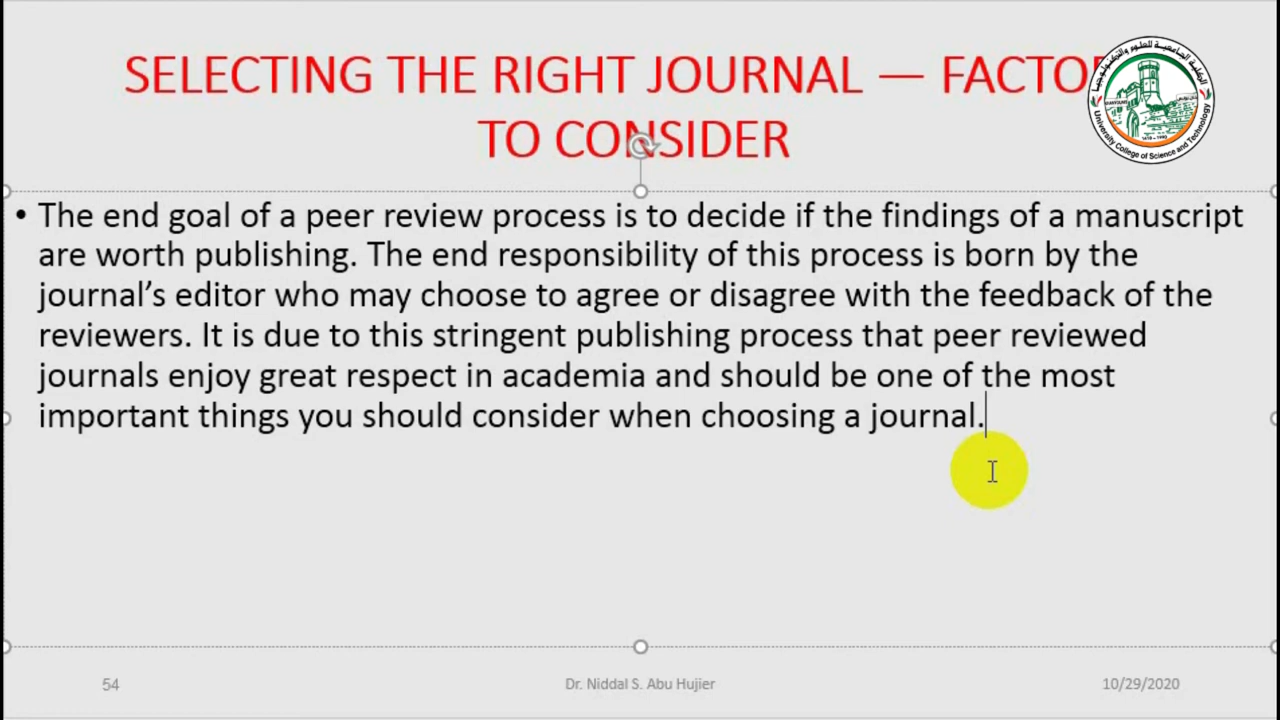 SELECTING THE RIGHT JOURNAL — FACTO
TO CONSIDER
University College of Science and Technology
• The end goal of a peer review process is to decide if the findings of a manuscript
are worth publishing. The end responsibility of this process is born by the
journal’s editor who may choose to agree or disagree with the feedback of the
reviewers. It is due to this stringent publishing process that peer reviewed
journals enjoy great respect in academia and should be one of the most
important things you should consider when choosing a journal.
54
Dr. Niddal S. Abu Hujier
10/29/2020